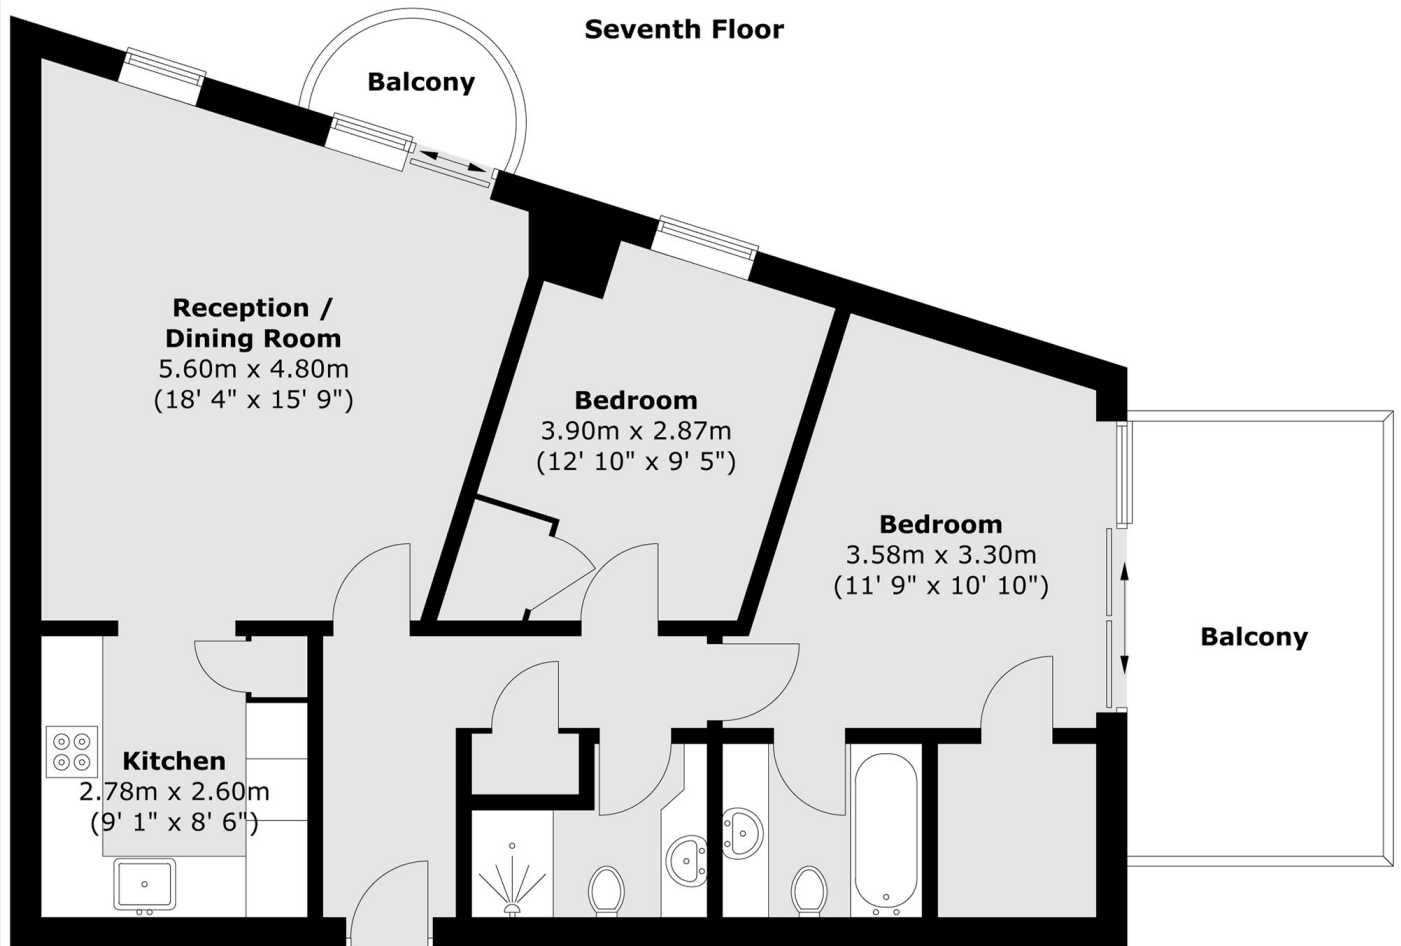 Seventh Floor
Balcony
Reception /
Dining Room
5.60m x 4.80m
(18' 4" x 15' 9")
Bedroom
3.90m x 2.87m
(12' 10" x 9' 5")
Bedroom
3.58m x 3.30m
(11' 9" x 10' 10")
Balcony
Kitchen
2.78m x 2.60m
(9' 1" x 8' 6")